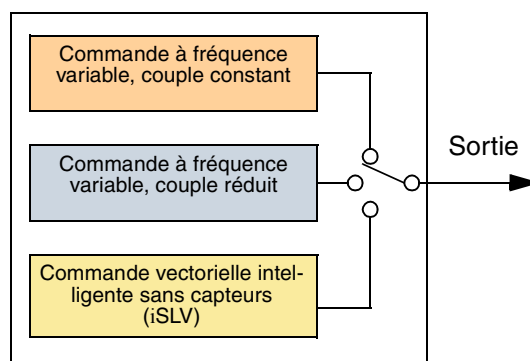 Commande à fréquence
variable, couple constant
Commande à fréquence
variable, couple réduit
Commande vectorielle intel-
ligente sans capteurs
(iSLV)
Sortie